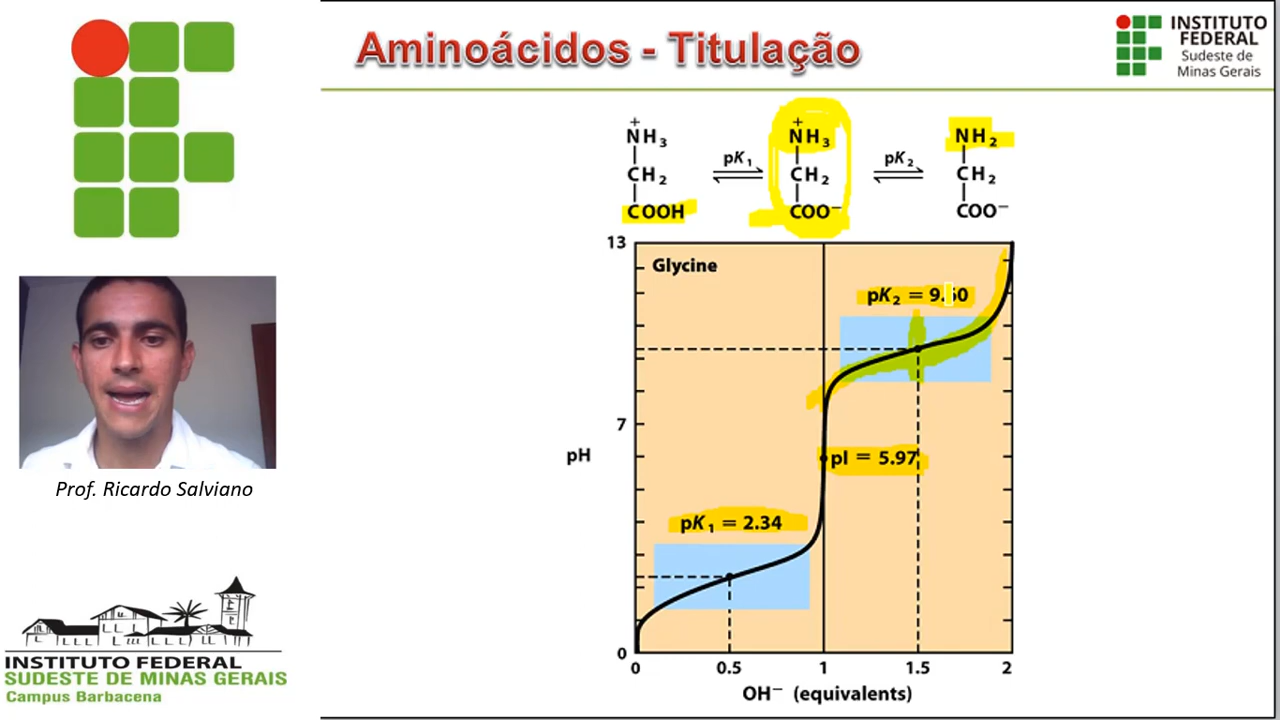 Aminoácidos - Titulação
INSTITUTO
FEDERAL
Sudeste de
Minas Gerais
+
NH3
CH2
COOH
pK1
+
NH3
CH2
COO−
pK2
NH2
CH2
COO−
13
Glycine
pK2 = 9.60
7
pH
pI = 5.97
pK1 = 2.34
0
0 0.5 1 1.5 2
OH− (equivalents)
Prof. Ricardo Salviano
INSTITUTO FEDERAL
SUDESTE DE MINAS GERAIS
Campus Barbacena